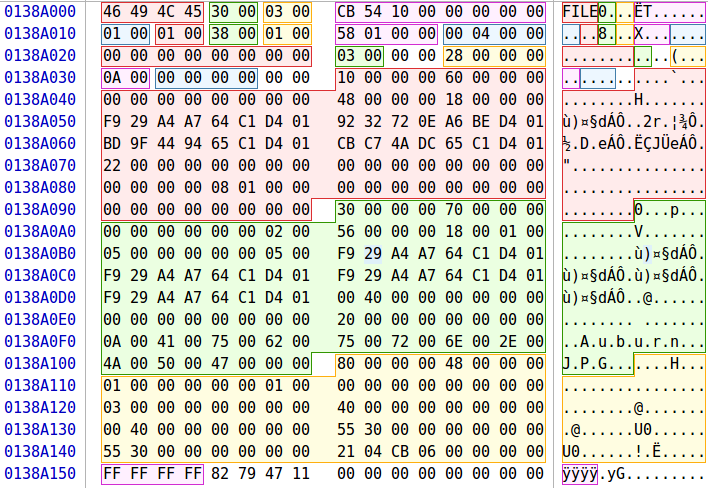 0138A000 46 49 4C 45 30 00 03 00 CB 54 10 00 00 00 00 00 FILE0...ËT......
0138A010 01 00 01 00 38 00 01 00 58 01 00 00 00 04 00 00 ....8...X.......
0138A020 00 00 00 00 00 00 00 00 03 00 00 00 28 00 00 00 ............(...
0138A030 0A 00 00 00 00 00 00 00 10 00 00 00 60 00 00 00 ............`...
0138A040 00 00 00 00 00 00 00 00 48 00 00 00 18 00 00 00 ........H.......
0138A050 F9 29 A4 A7 64 C1 D4 01 92 32 72 0E A6 BE D4 01 ù)¤§dÁÔ..2r.¦¾Ô.
0138A060 BD 9F 44 94 65 C1 D4 01 CB C7 4A DC 65 C1 D4 01 ½.D.eÁÔ.ËÇJÜeÁÔ.
0138A070 22 00 00 00 00 00 00 00 00 00 00 00 00 00 00 00 "...............
0138A080 00 00 00 00 08 01 00 00 00 00 00 00 00 00 00 00 ................
0138A090 00 00 00 00 00 00 00 00 30 00 00 00 70 00 00 00 ........0...p...
0138A0A0 00 00 00 00 00 00 02 00 56 00 00 00 18 00 01 00 ........V.......
0138A0B0 05 00 00 00 00 00 05 00 F9 29 A4 A7 64 C1 D4 01 ........ù)¤§dÁÔ.
0138A0C0 F9 29 A4 A7 64 C1 D4 01 F9 29 A4 A7 64 C1 D4 01 ù)¤§dÁÔ.ù)¤§dÁÔ.
0138A0D0 F9 29 A4 A7 64 C1 D4 01 00 40 00 00 00 00 00 00 ù)¤§dÁÔ..@......
0138A0E0 00 00 00 00 00 00 00 00 20 00 00 00 00 00 00 00 ........ .......
0138A0F0 0A 00 41 00 75 00 62 00 75 00 72 00 6E 00 2E 00 ..A.u.b.u.r.n...
0138A100 4A 00 50 00 47 00 00 00 80 00 00 00 48 00 00 00 J.P.G.......H...
0138A110 01 00 00 00 00 00 01 00 00 00 00 00 00 00 00 00 ................
0138A120 03 00 00 00 00 00 00 00 40 00 00 00 00 00 00 00 ........@.......
0138A130 00 40 00 00 00 00 00 00 55 30 00 00 00 00 00 00 .@......U0......
0138A140 55 30 00 00 00 00 00 00 21 04 CB 06 00 00 00 00 U0......!.Ë.....
0138A150 FF FF FF FF 82 79 47 11 00 00 00 00 00 00 00 00 ÿÿÿÿ.yG.........